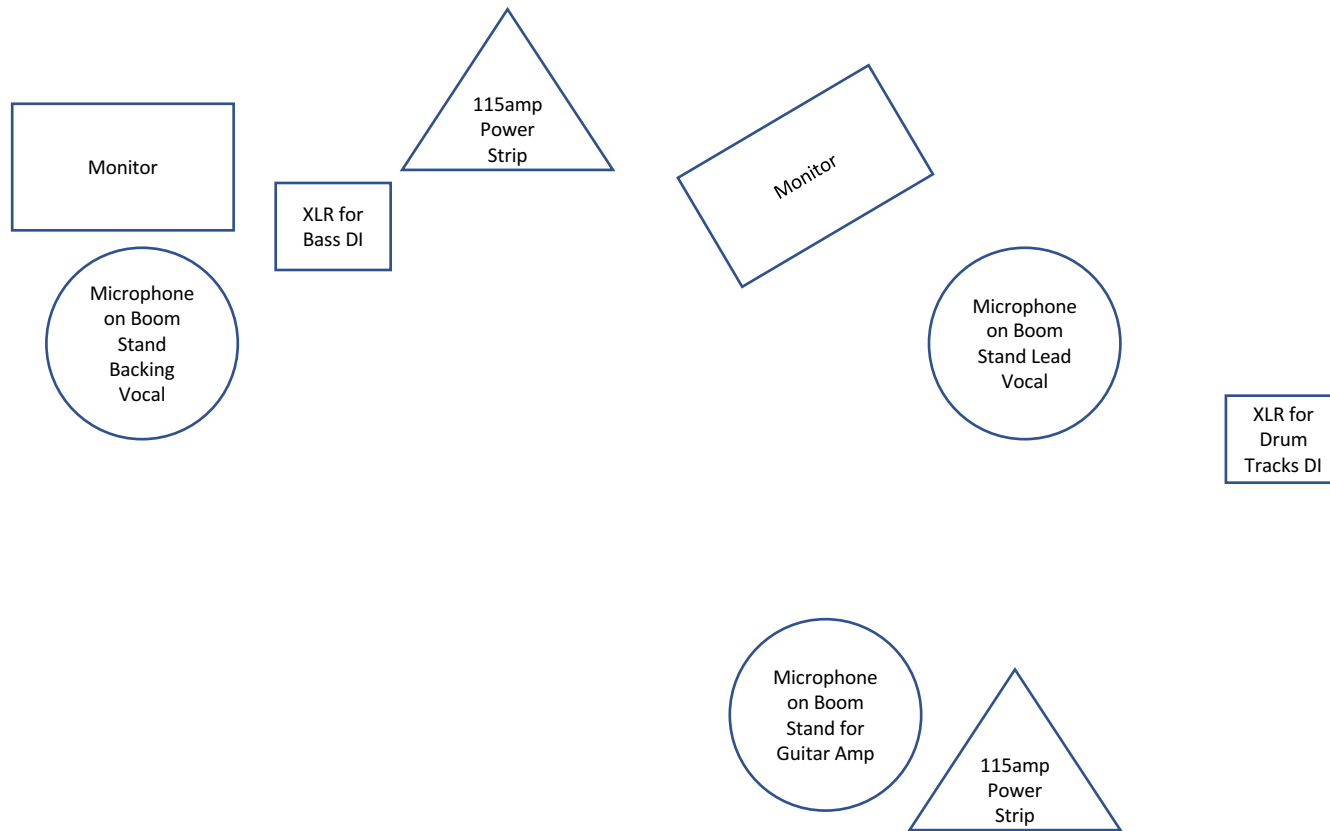 115amp
Power
Strip
Monitor
Monitor
XLR for
Bass DI
Microphone
on Boom
Stand
Backing
Vocal
Microphone
on Boom
Stand Lead
Vocal
XLR for
Drum
Tracks DI
Microphone
on Boom
Stand for
Guitar Amp
115amp
Power
Strip